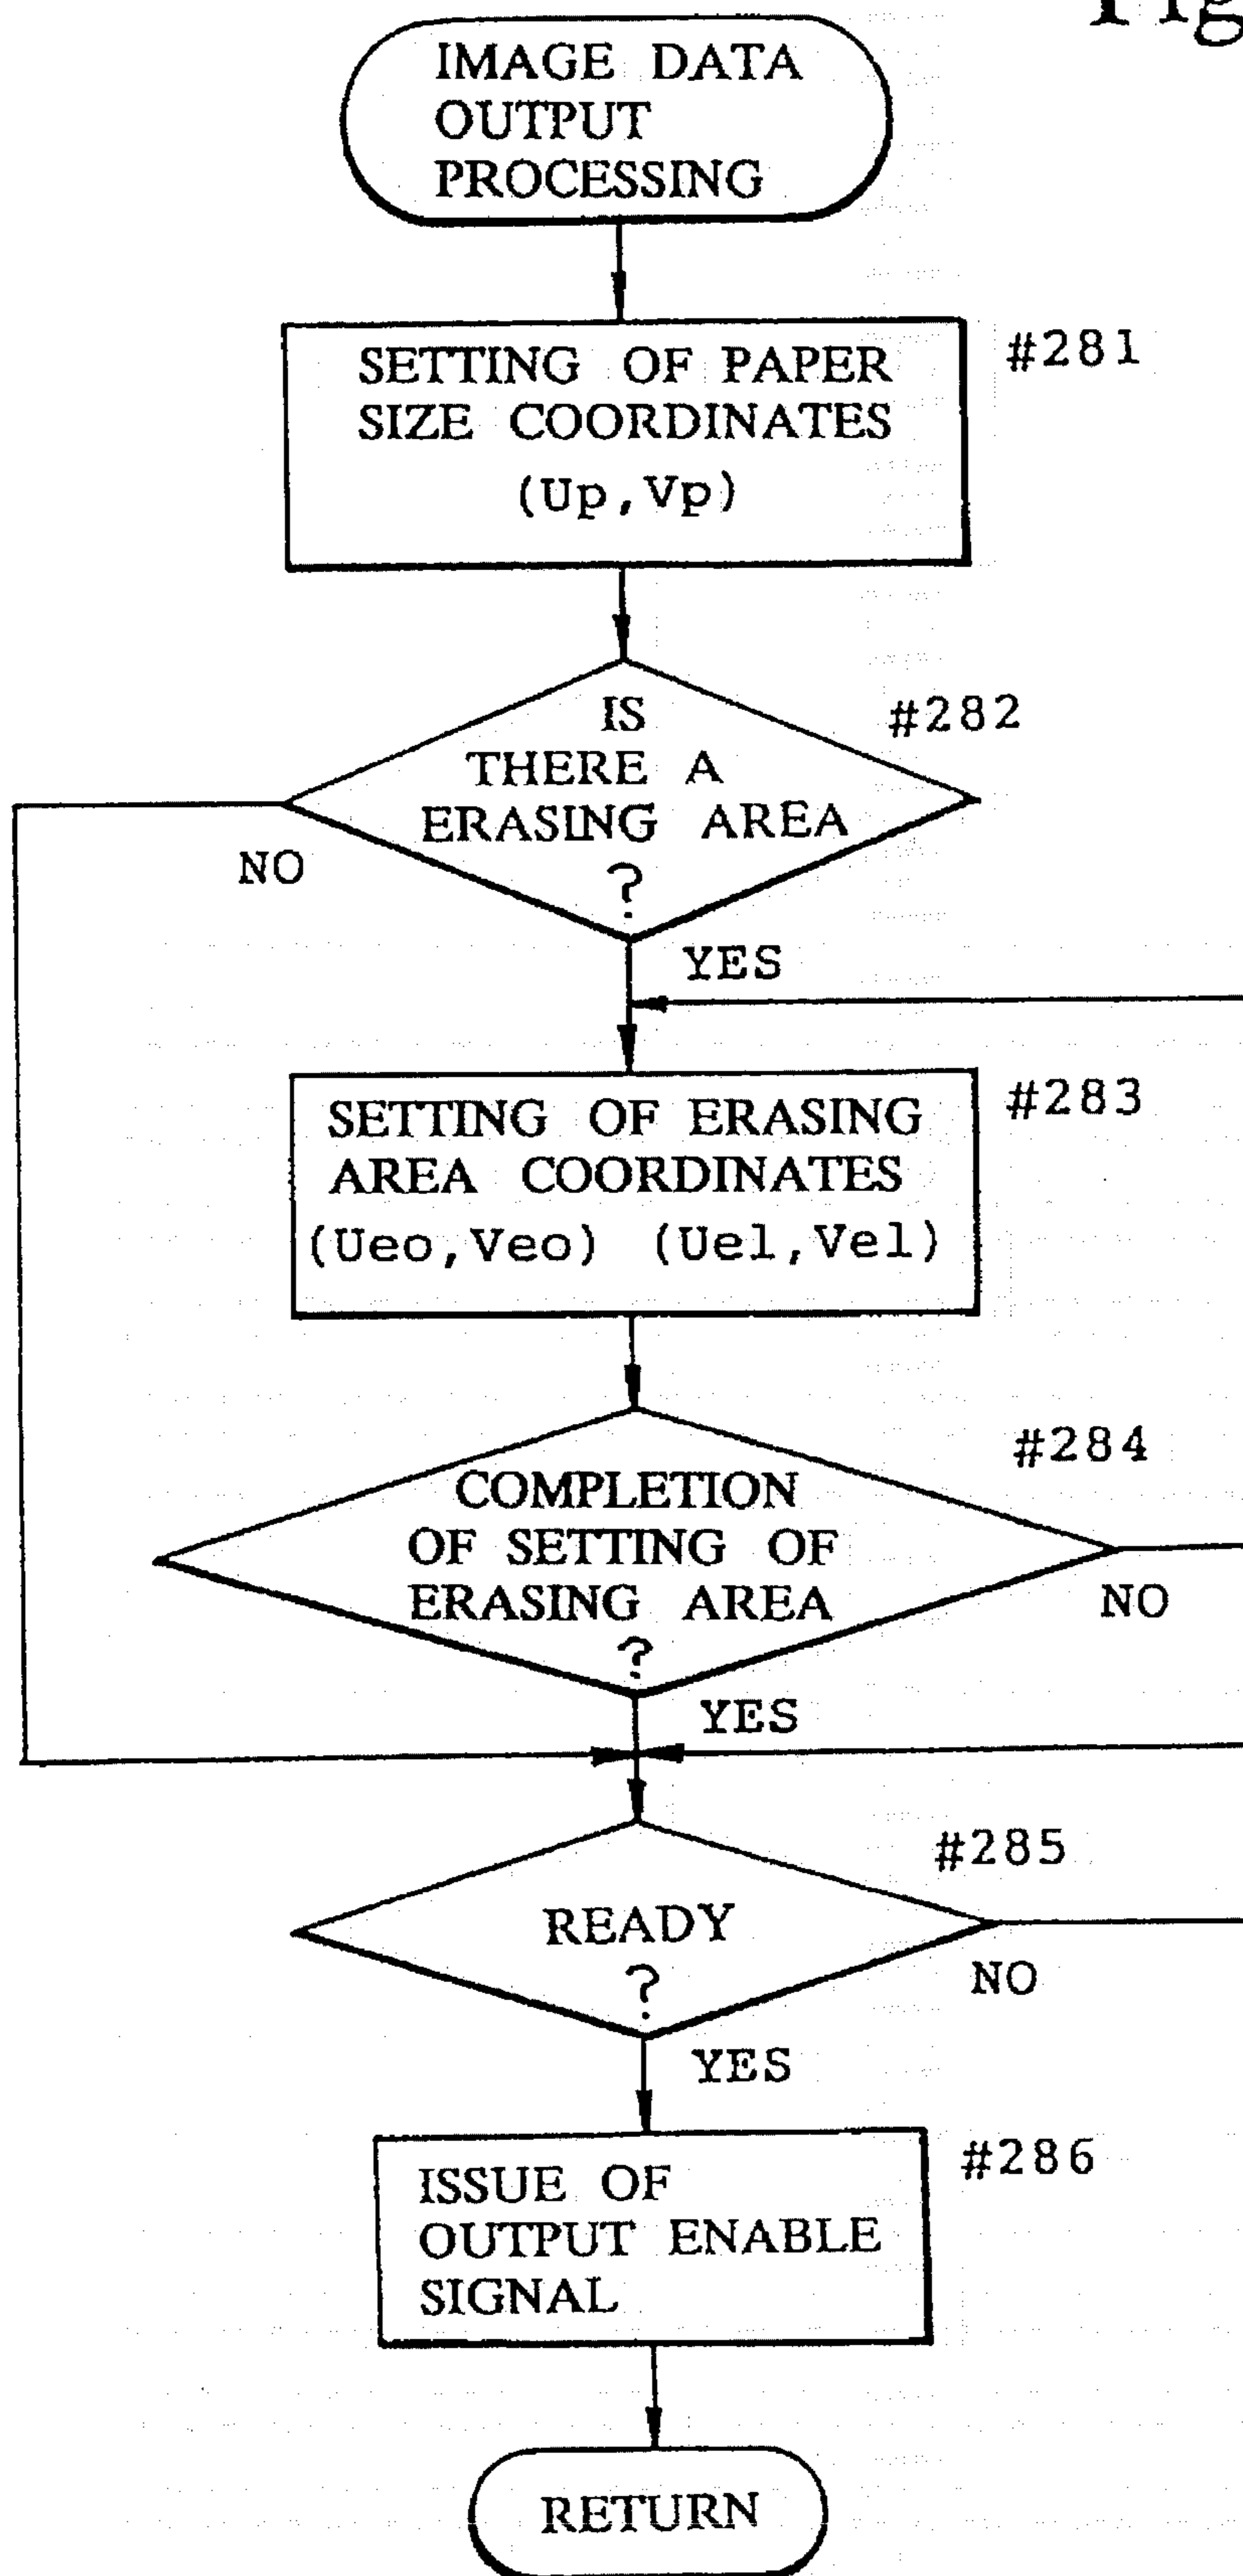 Fig
IMAGE DATA
OUTPUT
PROCESSING
SETTING OF PAPER
SIZE COORDINATES
(Up,Vp)
#281
IS
THERE A
ERASING AREA
?
#282
NO
YES
SETTING OF ERASING
AREA COORDINATES
(Ueo,Veo) (Uel,Vel)
#283
COMPLETION
OF SETTING OF
ERASING AREA
?
#284
NO
YES
READY
?
#285
NO
YES
ISSUE OF
OUTPUT ENABLE
SIGNAL
#286
RETURN